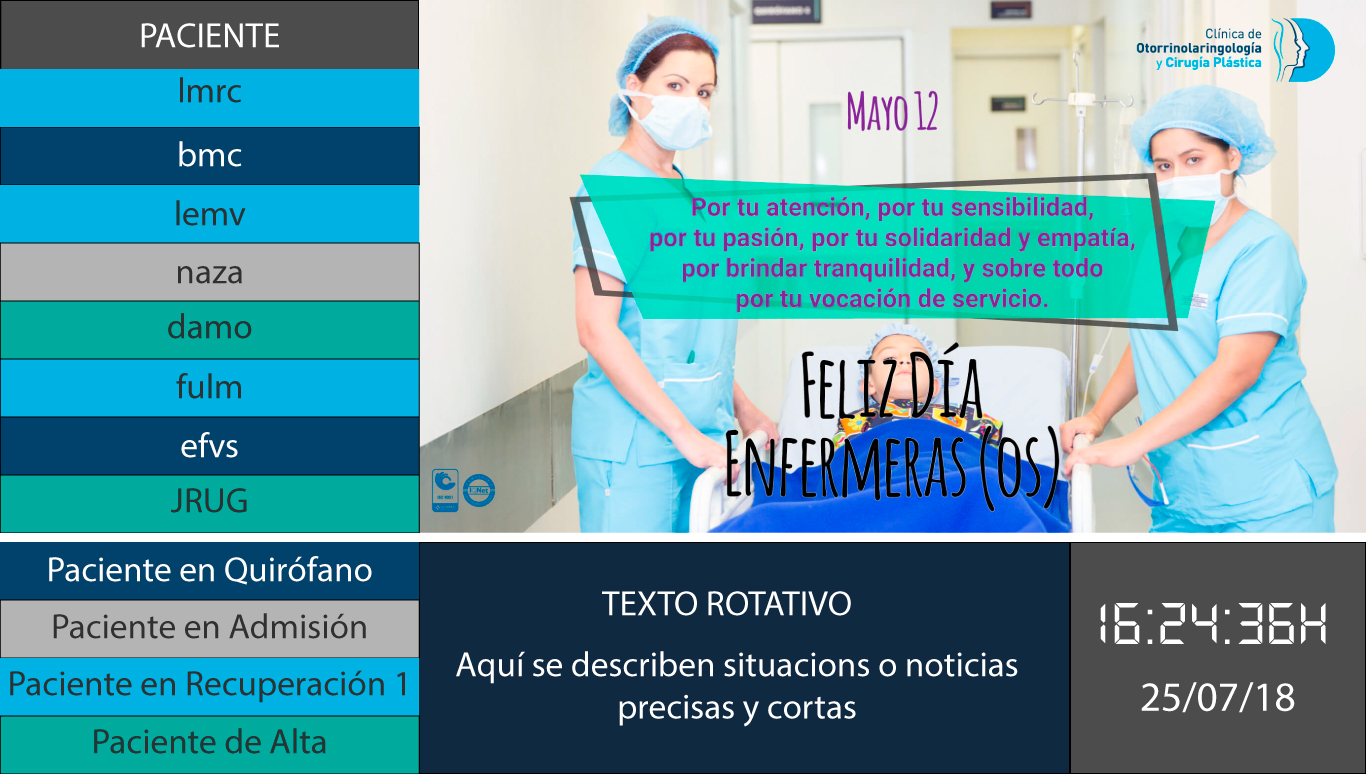 PACIENTE
lmrc
bmc
lemv
naza
damo
fulm
efvs
JRUG
Clínica de
Otorrinolaringología
y Cirugía Plástica
Mayo 12
Por tu atención, por tu sensibilidad,
por tu pasión, por tu solidaridad y empatía,
por brindar tranquilidad, y sobre todo
por tu vocación de servicio.
Feliz Día
Enfermeras (os)
Paciente en Quirófano
Paciente en Admisión
Paciente en Recuperación 1
Paciente de Alta
TEXTO ROTATIVO
Aquí se describen situacions o noticias
precisas y cortas
16:24:36H
25/07/18